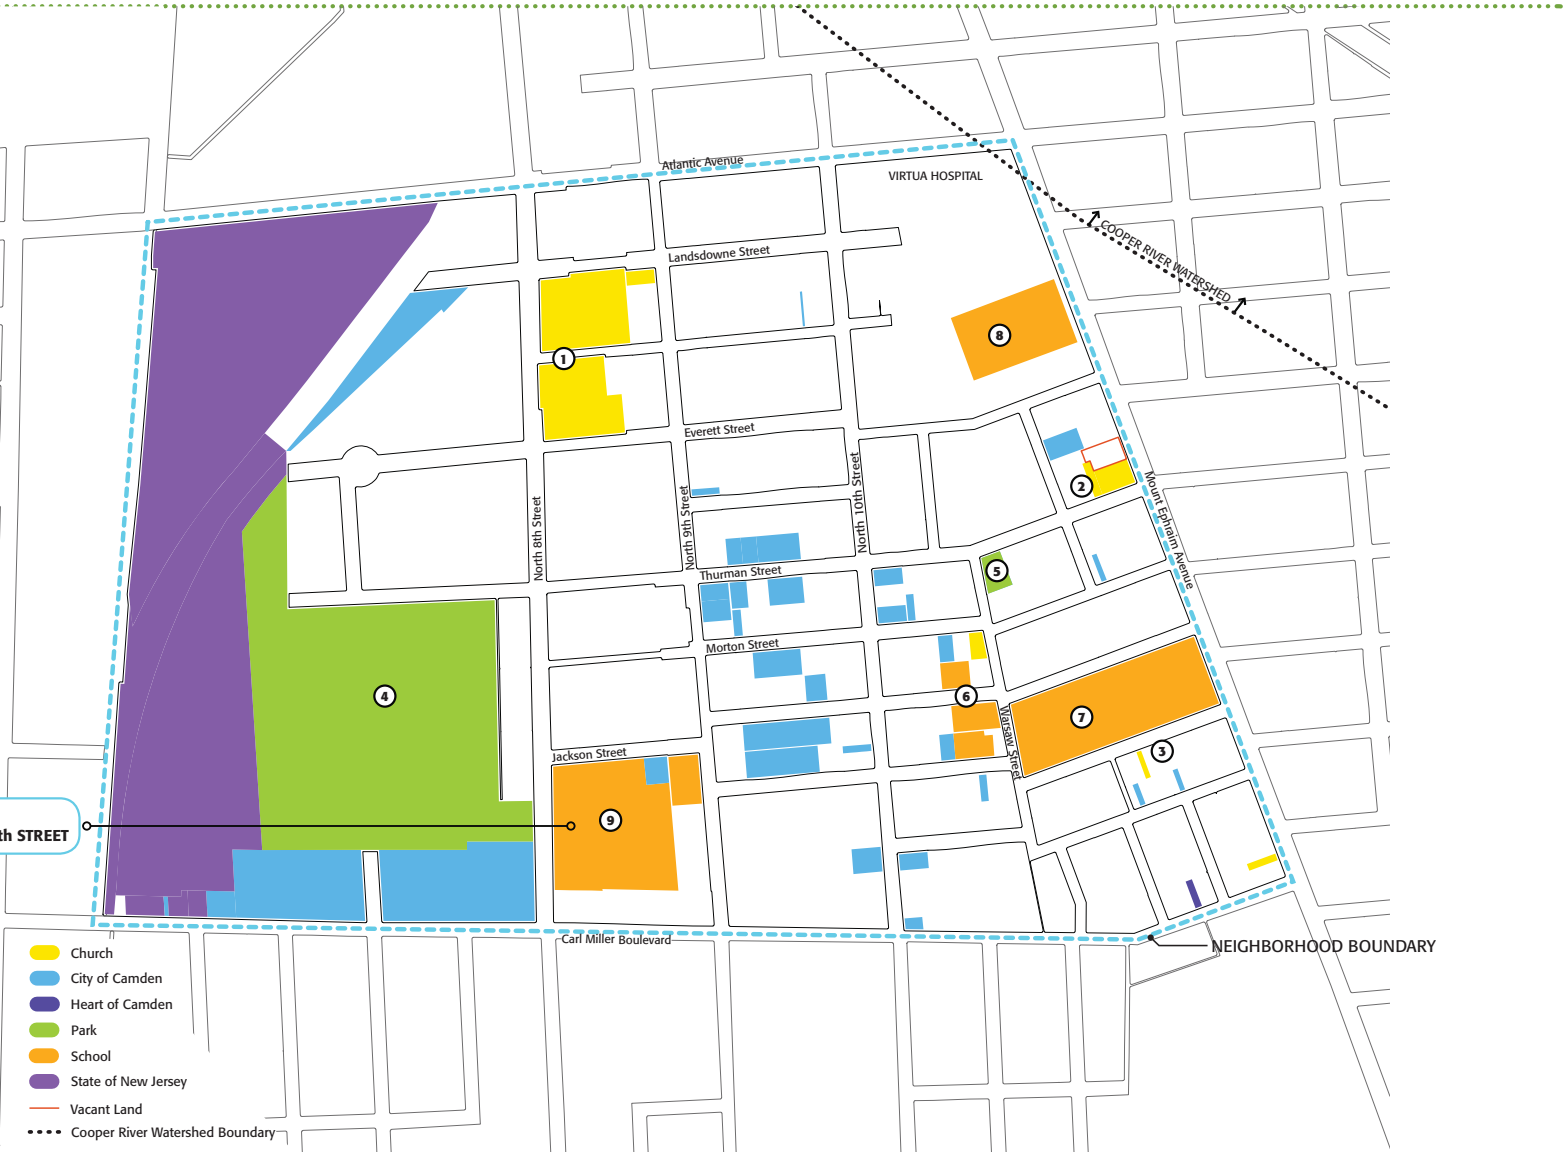 Atlantic Avenue
VIRTUA HOSPITAL
COOPER RIVER WATERSHED
Landsdowne Street
1
8
Everett Street
2
North 8th Street
North 9th Street
North 10th Street
Mount Ephraim Avenue
Thurman Street
5
Morton Street
4
6
7
Warsaw Street
3
Jackson Street
9
th STREET
Carl Miller Boulevard
NEIGHBORHOOD BOUNDARY
Church
City of Camden
Heart of Camden
Park
School
State of New Jersey
Vacant Land
Cooper River Watershed Boundary